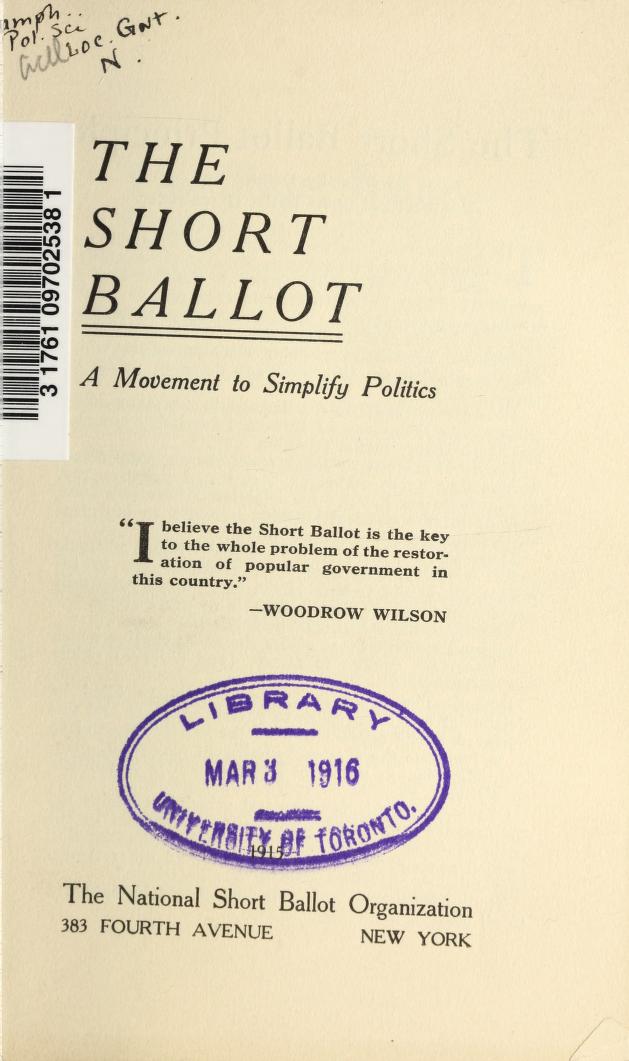 Pol. Sci
Loc. Govt.
N.
THE
SHORT
BALLOT
3 1761 09702538 1
A Movement to Simplify Politics
“I believe the Short Ballot is the key
to the whole problem of the restor-
ation of popular government in
this country.”
—WOODROW WILSON
LIBRARY
MAR 3 1916
UNIVERSITY OF TORONTO.
1915
The National Short Ballot Organization
383 FOURTH AVENUE NEW YORK